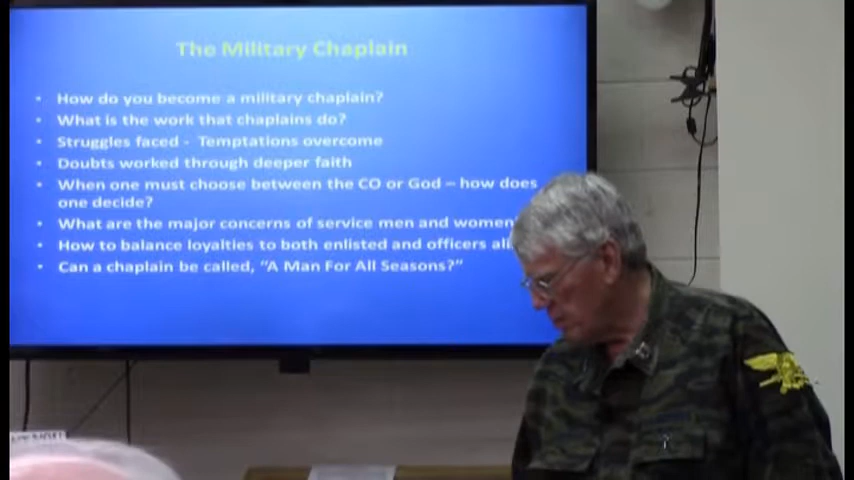 The Military Chaplain
• How do you become a military chaplain?
• What is the work that chaplains do?
• Struggles faced - Temptations overcome
• Doubts worked through deeper faith
• When one must choose between the CO or God – how does
one decide?
• What are the major concerns of service men and women
• How to balance loyalties to both enlisted and officers
• Can a chaplain be called, “A Man For All Seasons?”